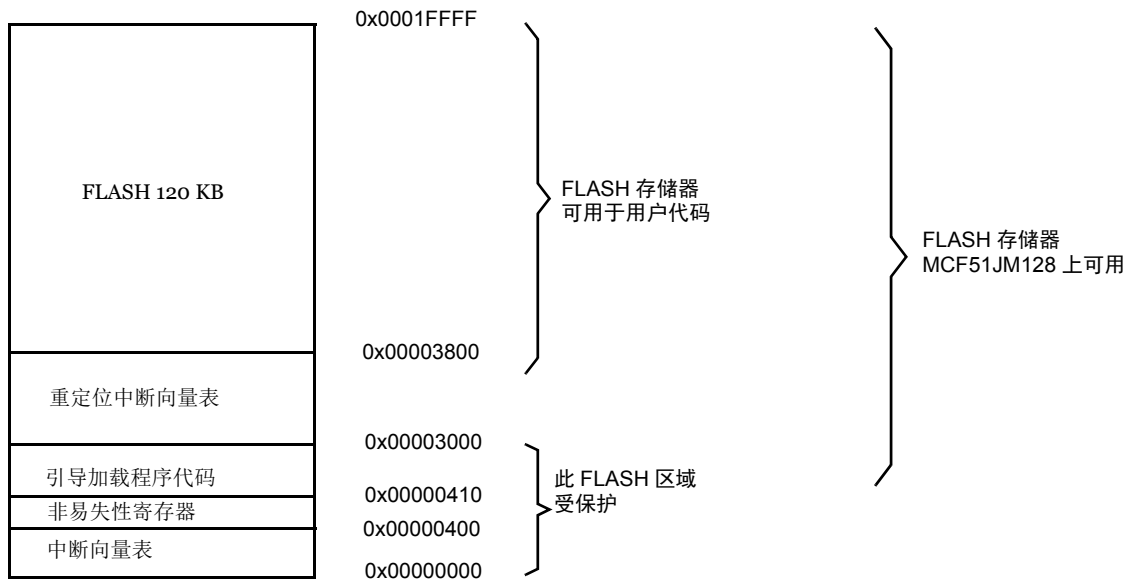 0x0001FFFF
FLASH 120 KB
FLASH 存储器
可用于用户代码
FLASH 存储器
MCF51JM128 上可用
0x00003800
重定位中断向量表
0x00003000
引导加载程序代码
此 FLASH 区域
受保护
0x00000410
非易失性寄存器
0x00000400
中断向量表
0x00000000